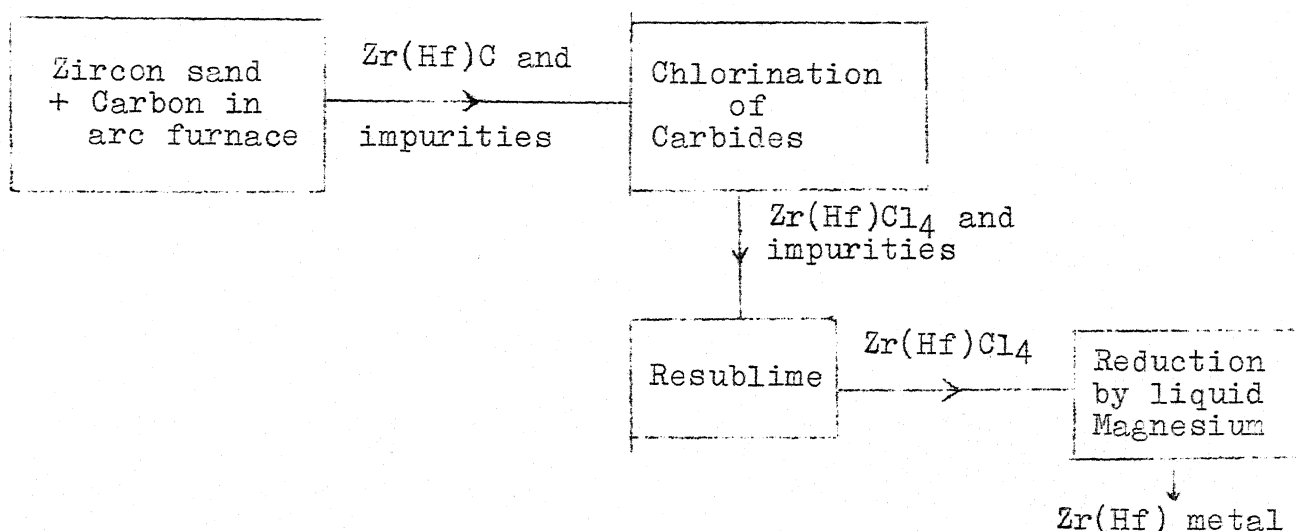 Zircon sand
+ Carbon in
arc furnace
Zr(Hf)C and
impurities
Chlorination
of
Carbides
Zr(Hf)Cl4 and
impurities
Resublime
Zr(Hf)Cl4
Reduction
by liquid
Magnesium
Zr(Hf) metal